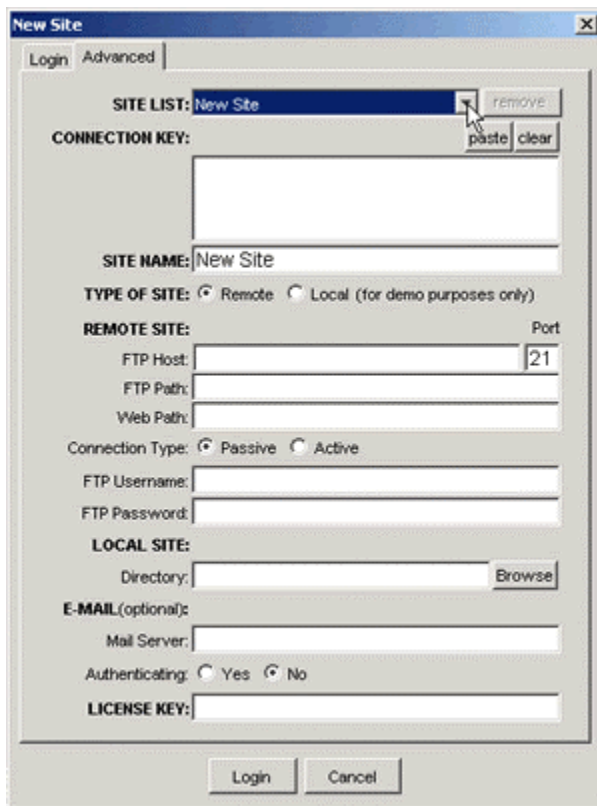 New Site
Login Advanced
SITE LIST: New Site remove
CONNECTION KEY: paste clear
SITE NAME: New Site
TYPE OF SITE: Remote Local (for demo purposes only)
REMOTE SITE: Port
FTP Host: 21
FTP Path:
Web Path:
Connection Type: Passive Active
FTP Username:
FTP Password:
LOCAL SITE:
Directory: Browse
E-MAIL(optional):
Mail Server:
Authenticating: Yes No
LICENSE KEY:
Login Cancel